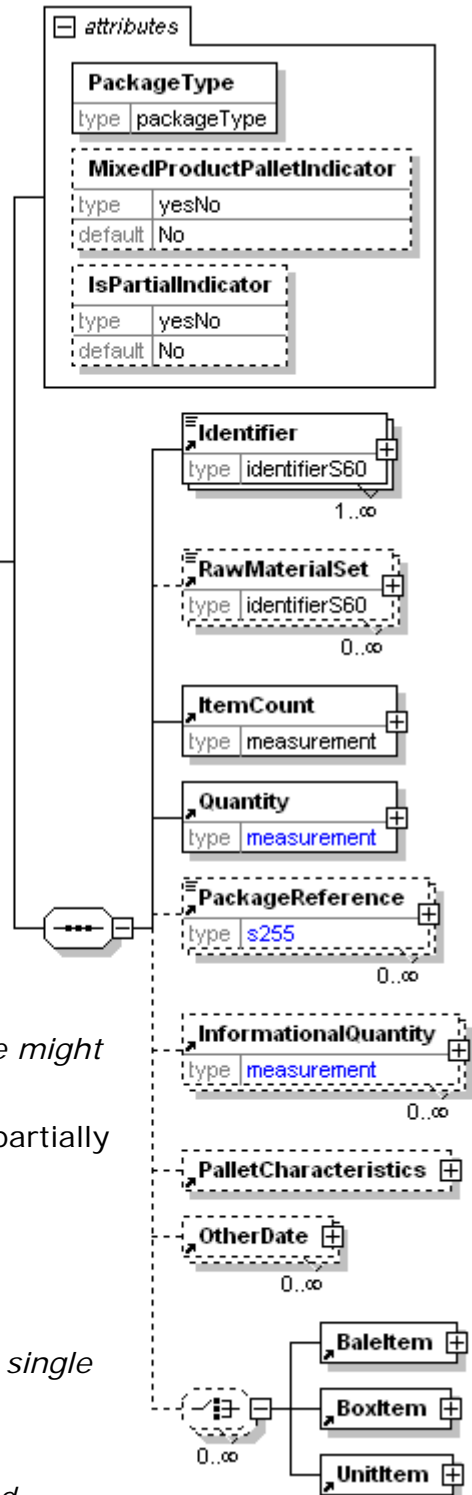 attributes
PackageType
type packageType
MixedProductPalletIndicator
type yesNo
default No
IsPartialIndicator
type yesNo
default No
Identifier
type identifierS60
1..∞
RawMaterialSet
type identifierS60
0..∞
ItemCount
type measurement
Quantity
type measurement
PackageReference
type s255
0..∞
e might
InformationalQuantity
type measurement
0..∞
partially
PalletCharacteristics
OtherDate
0..∞
single
BaleItem
BoxItem
0..∞
UnitItem